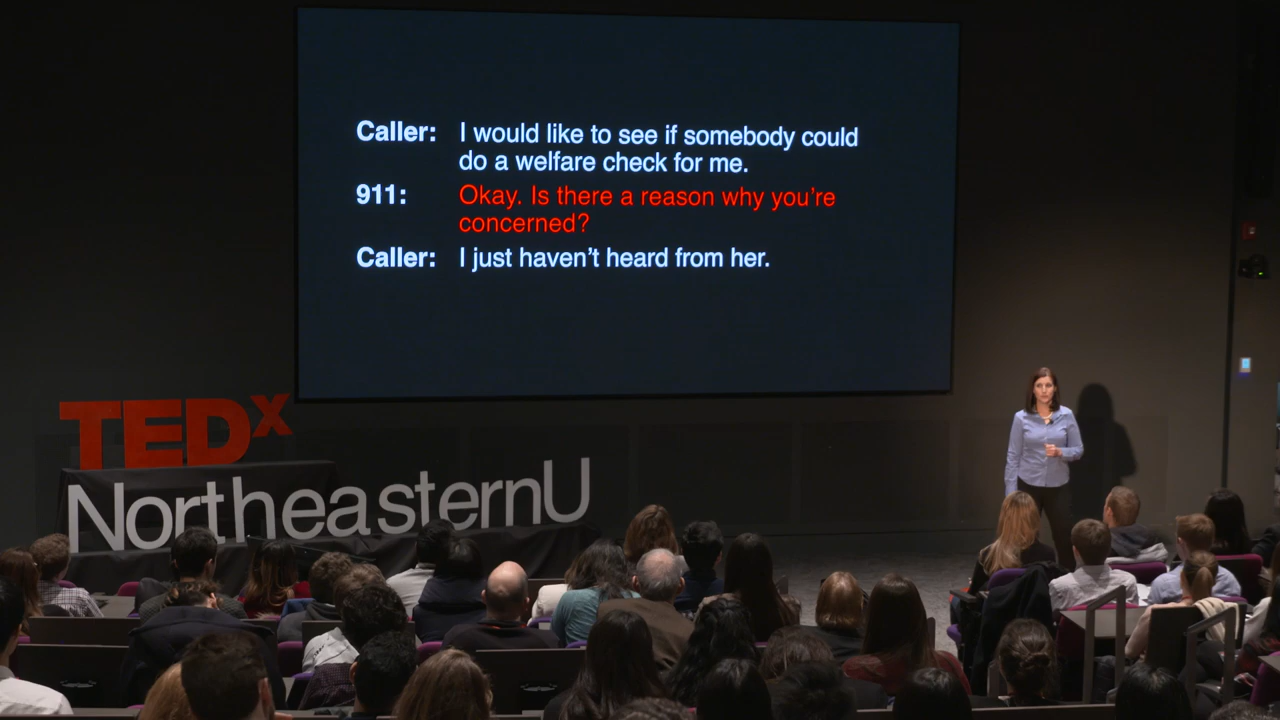 Caller: I would like to see if somebody could
do a welfare check for me.
911: Okay. Is there a reason why you're
concerned?
Caller: I just haven't heard from her.
TEDx
NortheasternU